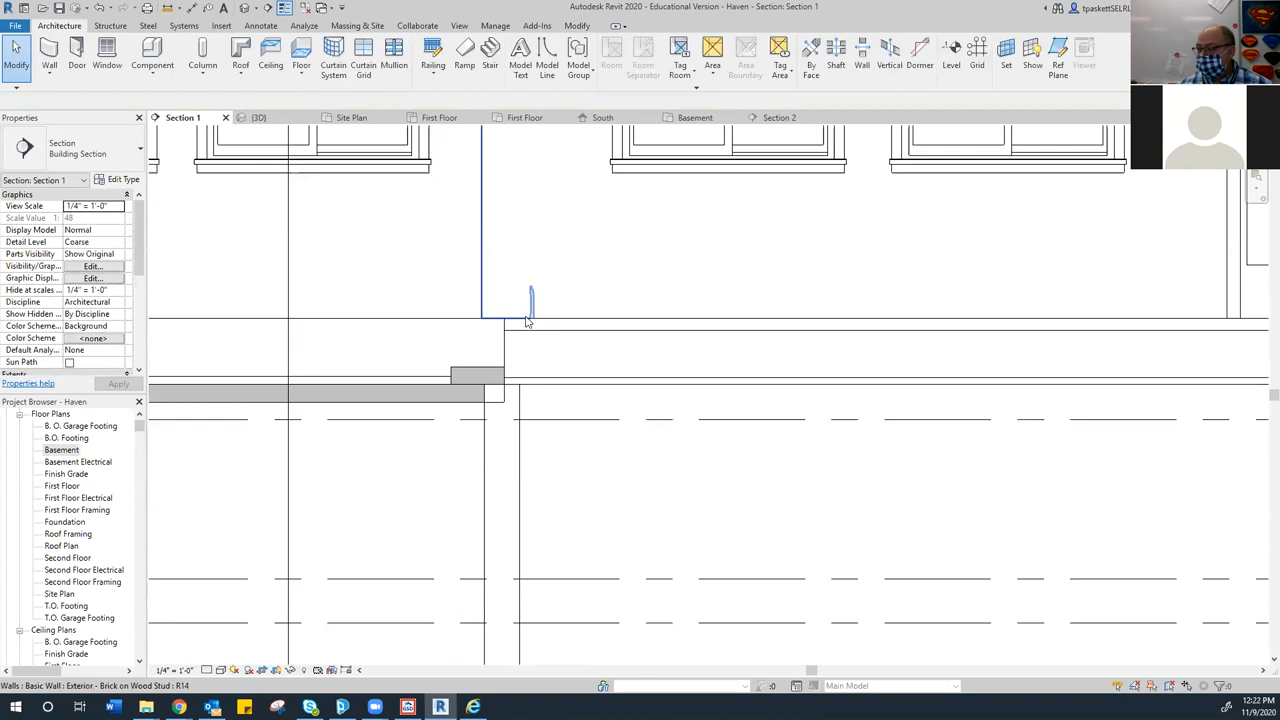 Autodesk Revit 2020 - Educational Version - Haven - Section: Section 1
tpaskettSELRL
File Architecture Structure Steel Systems Insert Annotate Analyze Massing & Site Collaborate View Manage Add-Ins Modify
Modify Wall Door Window Component Column Roof Ceiling Floor Curtain System Curtain Grid Mullion Railing Ramp Stair Model Text Model Line Model Group Room Room Separator Tag Room Area Area Boundary Tag Area By Face Shaft Wall Vertical Dormer Level Grid Set Show Ref Plane Viewer
Properties
Section 1 {3D} Site Plan First Floor First Floor South Basement Section 2
Section
Building Section
Section: Section 1 Edit Type
Graphics
View Scale 1/4" = 1'-0"
Scale Value 1: 48
Display Model Normal
Detail Level Coarse
Parts Visibility Show Original
Visibility/Grap... Edit...
Graphic Displ... Edit...
Hide at scales ... 1/4" = 1'-0"
Discipline Architectural
Show Hidden ... By Discipline
Color Scheme... Background
Color Scheme <none>
Default Analy... None
Sun Path
Extents
Properties help Apply
Project Browser - Haven
Floor Plans
B. O. Garage Footing
B.O. Footing
Basement
Basement Electrical
Finish Grade
First Floor
First Floor Electrical
First Floor Framing
Foundation
Roof Framing
Roof Plan
Second Floor
Second Floor Electrical
Second Floor Framing
Site Plan
T.O. Footing
T.O. Garage Footing
Ceiling Plans
B. O. Garage Footing
Finish Grade
1/4" = 1'-0"
Walls : Basic Wall : Exterior - Brick on Wood Stud : R14
:0 Main Model :0
12:22 PM
11/9/2020